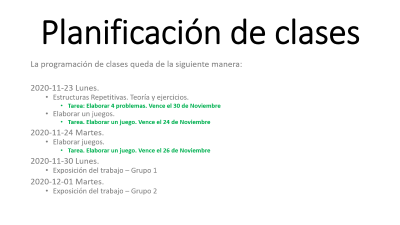 Planificación de clases
La programación de clases queda de la siguiente manera:
2020-11-23 Lunes.
• Estructuras Repetitivas. Teoría y ejercicios.
• Tarea: Elaborar 4 problemas. Vence el 30 de Noviembre
• Elaborar un juegos.
• Tarea. Elaborar un juego. Vence el 24 de Noviembre
2020-11-24 Martes.
• Elaborar juegos.
• Tarea. Elaborar un juego. Vence el 26 de Noviembre
2020-11-30 Lunes.
• Exposición del trabajo – Grupo 1
2020-12-01 Martes.
• Exposición del trabajo – Grupo 2